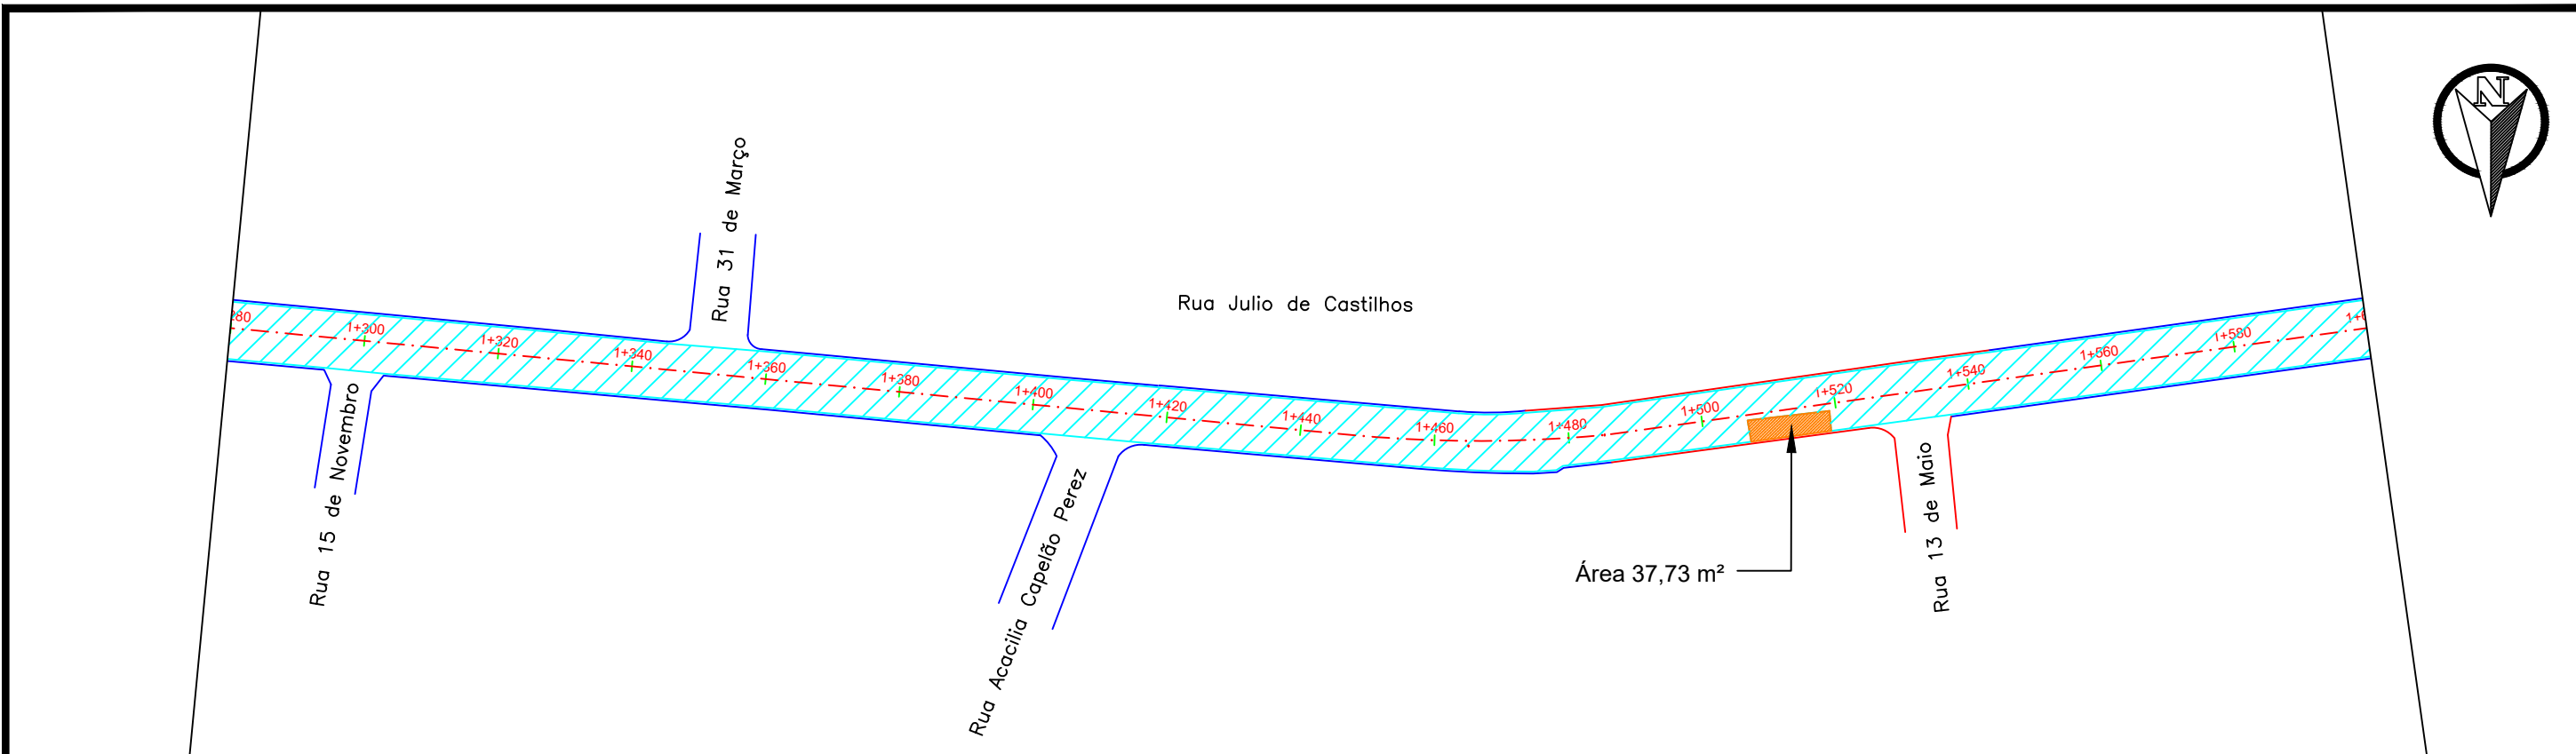 N
Rua 31 de Março
Rua Julio de Castilhos
280
1+300
1+320
1+340
1+360
1+380
1+400
1+420
1+440
1+460
1+480
1+500
1+520
1+540
1+560
1+580
Rua 15 de Novembro
Rua Acacilia Capelão Perez
Área 37,73 m²
Rua 13 de Maio